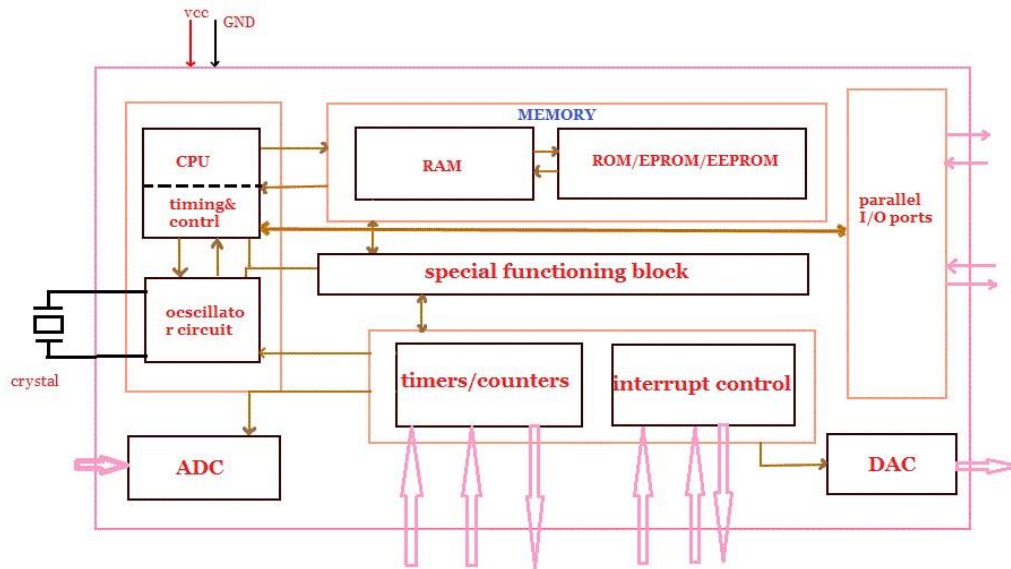 vcc
GND
MEMORY
CPU
RAM
ROM/EPROM/EEPROM
timing&
contrl
parallel
I/O ports
special functioning block
ocscillato
r circuit
crystal
timers/counters
interrupt control
ADC
DAC